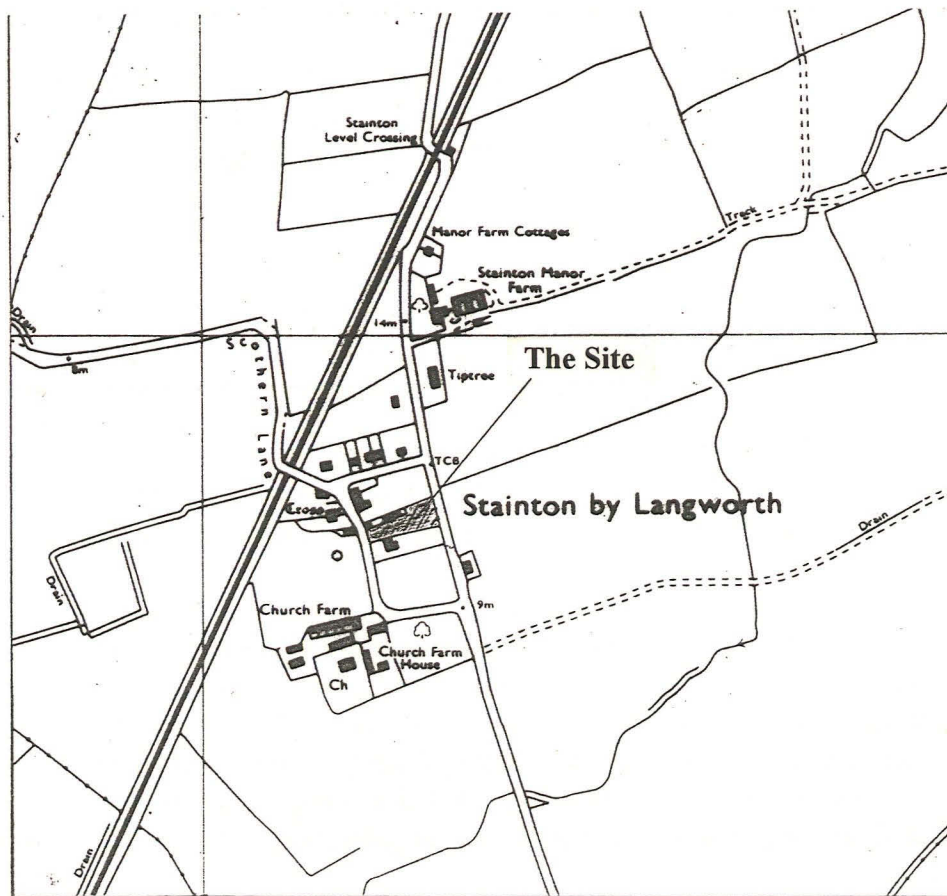 Stainton
Level Crossing
Manor Farm Cottages
Track
Stainton Manor
Farm
14m
Drain
8m
Scothern Lane
The Site
Tiptree
TCB
Stainton by Langworth
Drain
Drain
Church Farm
9m
Church Farm
House
Ch
Drain